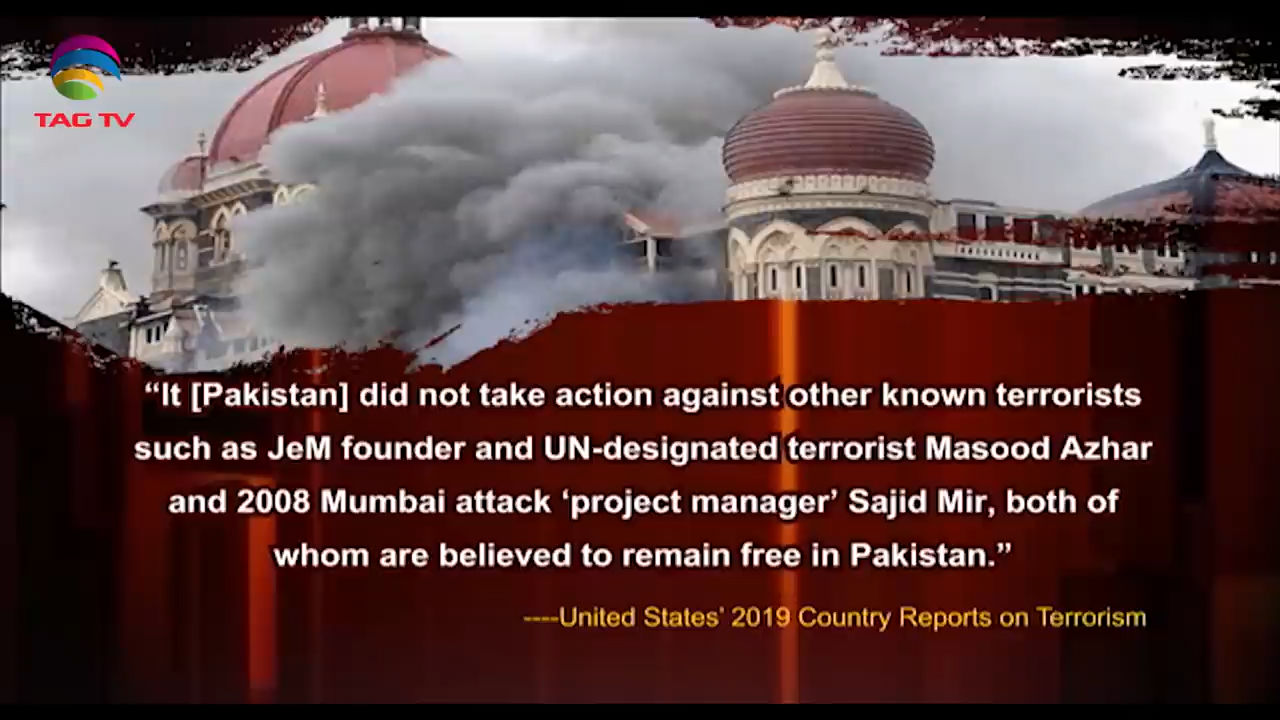 TAG TV
“It [Pakistan] did not take action against other known terrorists
such as JeM founder and UN-designated terrorist Masood Azhar
and 2008 Mumbai attack ‘project manager’ Sajid Mir, both of
whom are believed to remain free in Pakistan.”
----United States’ 2019 Country Reports on Terrorism